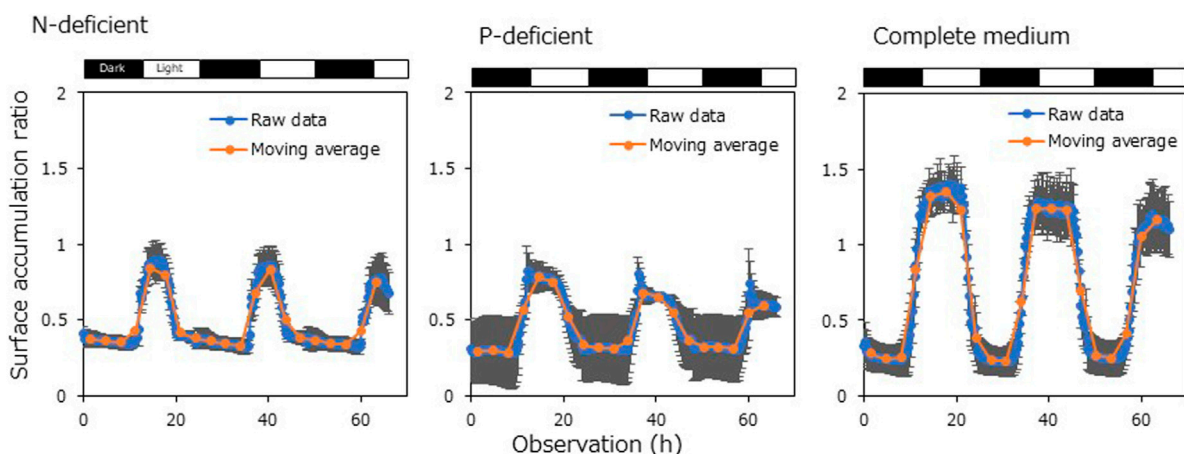 N-deficient
P-deficient
Complete medium
Dark Light
Surface accumulation ratio
2
1.5
1
0.5
0
Raw data
Moving average
0 20 40 60
2
1.5
1
0.5
0
Raw data
Moving average
0 20 40 60
2
1.5
1
0.5
0
Raw data
Moving average
0 20 40 60
Observation (h)